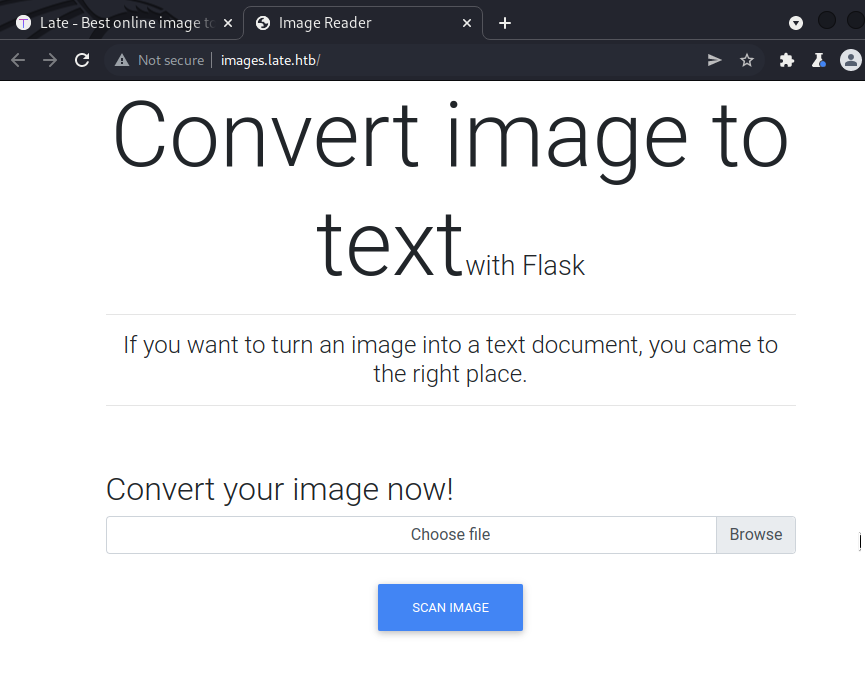 Late - Best online image to
Image Reader
Not secure
images.late.htb/
Convert image to
text with Flask
If you want to turn an image into a text document, you came to
the right place.
Convert your image now!
Choose file
Browse
SCAN IMAGE